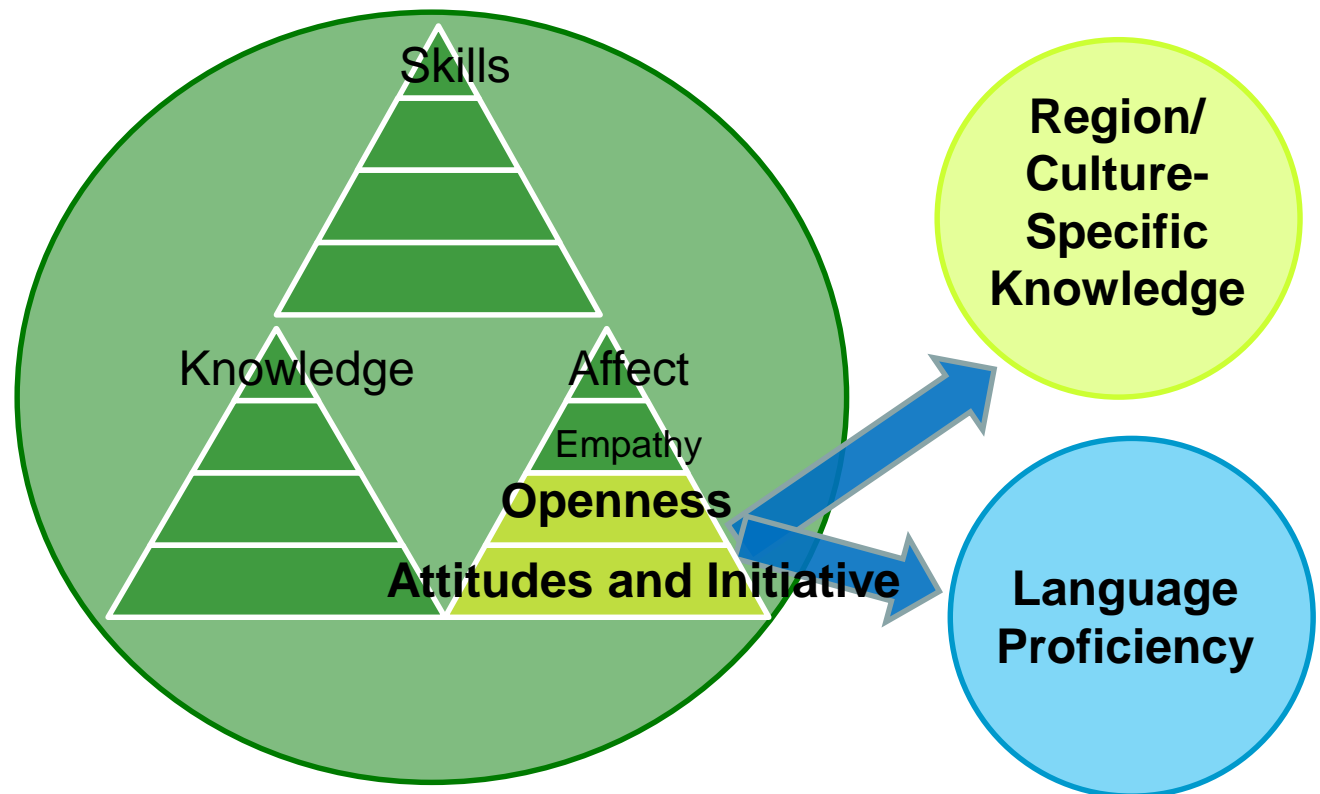 Skills
Knowledge
Affect
Empathy
Openness
Attitudes and Initiative
Region/
Culture-
Specific
Knowledge
Language
Proficiency